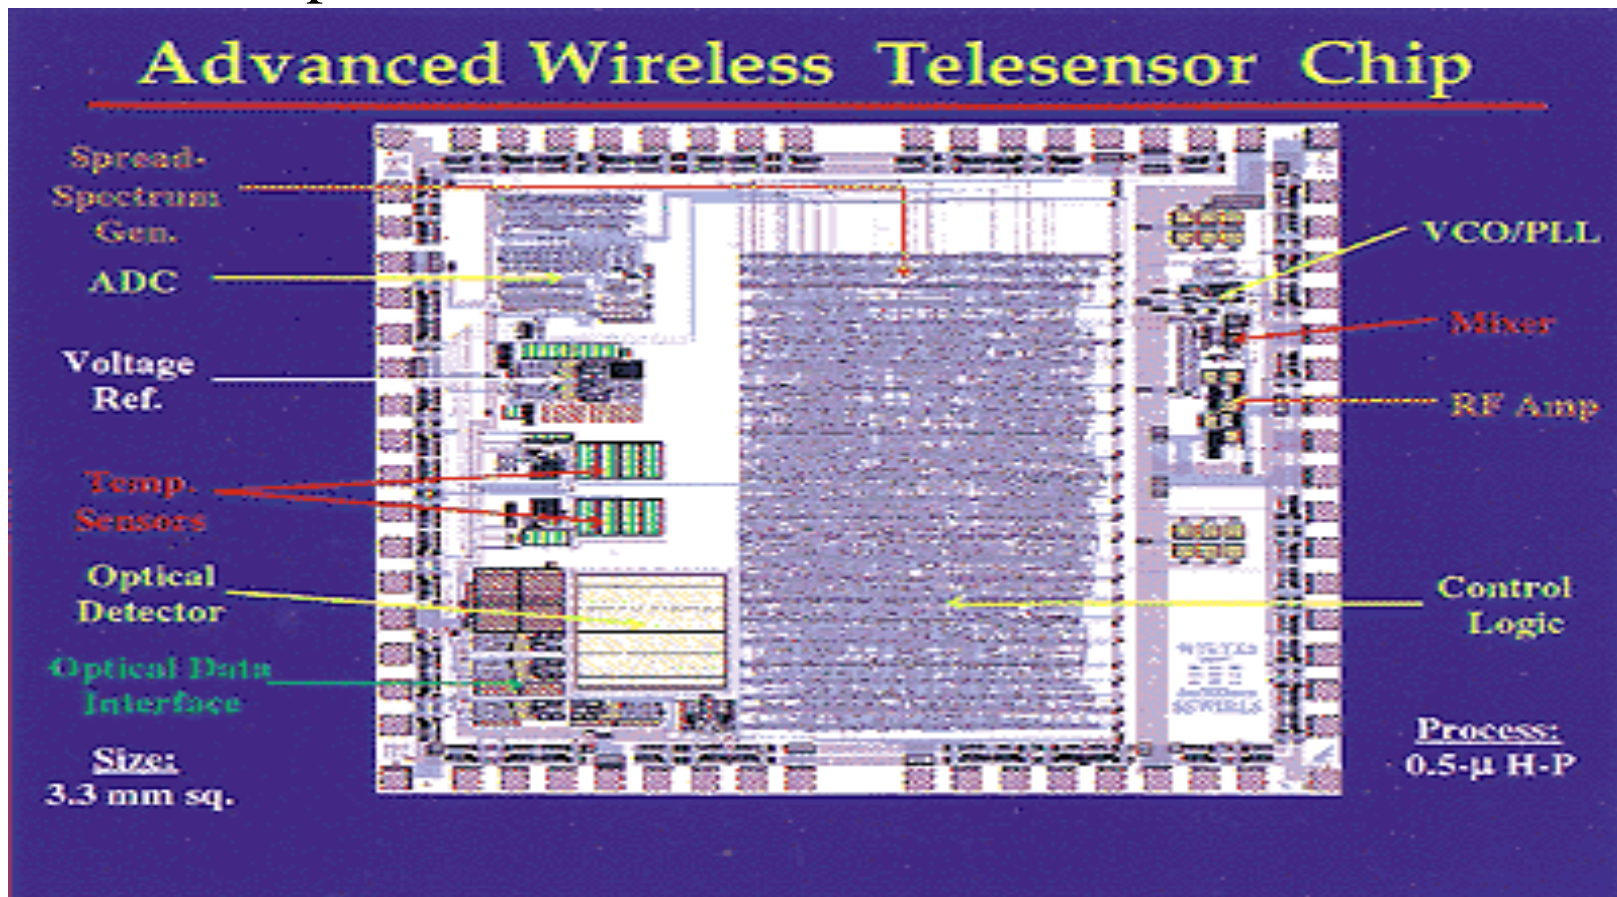 Advanced Wireless Telesensor Chip
Spread-
Spectrum
Gen.
ADC
Voltage
Ref.
Temp.
Sensors
Optical
Detector
Optical Data
Interface
Size:
3.3 mm sq.
VCO/PLL
Mixer
RF Amp
Control
Logic
Process:
0.5-µ H-P